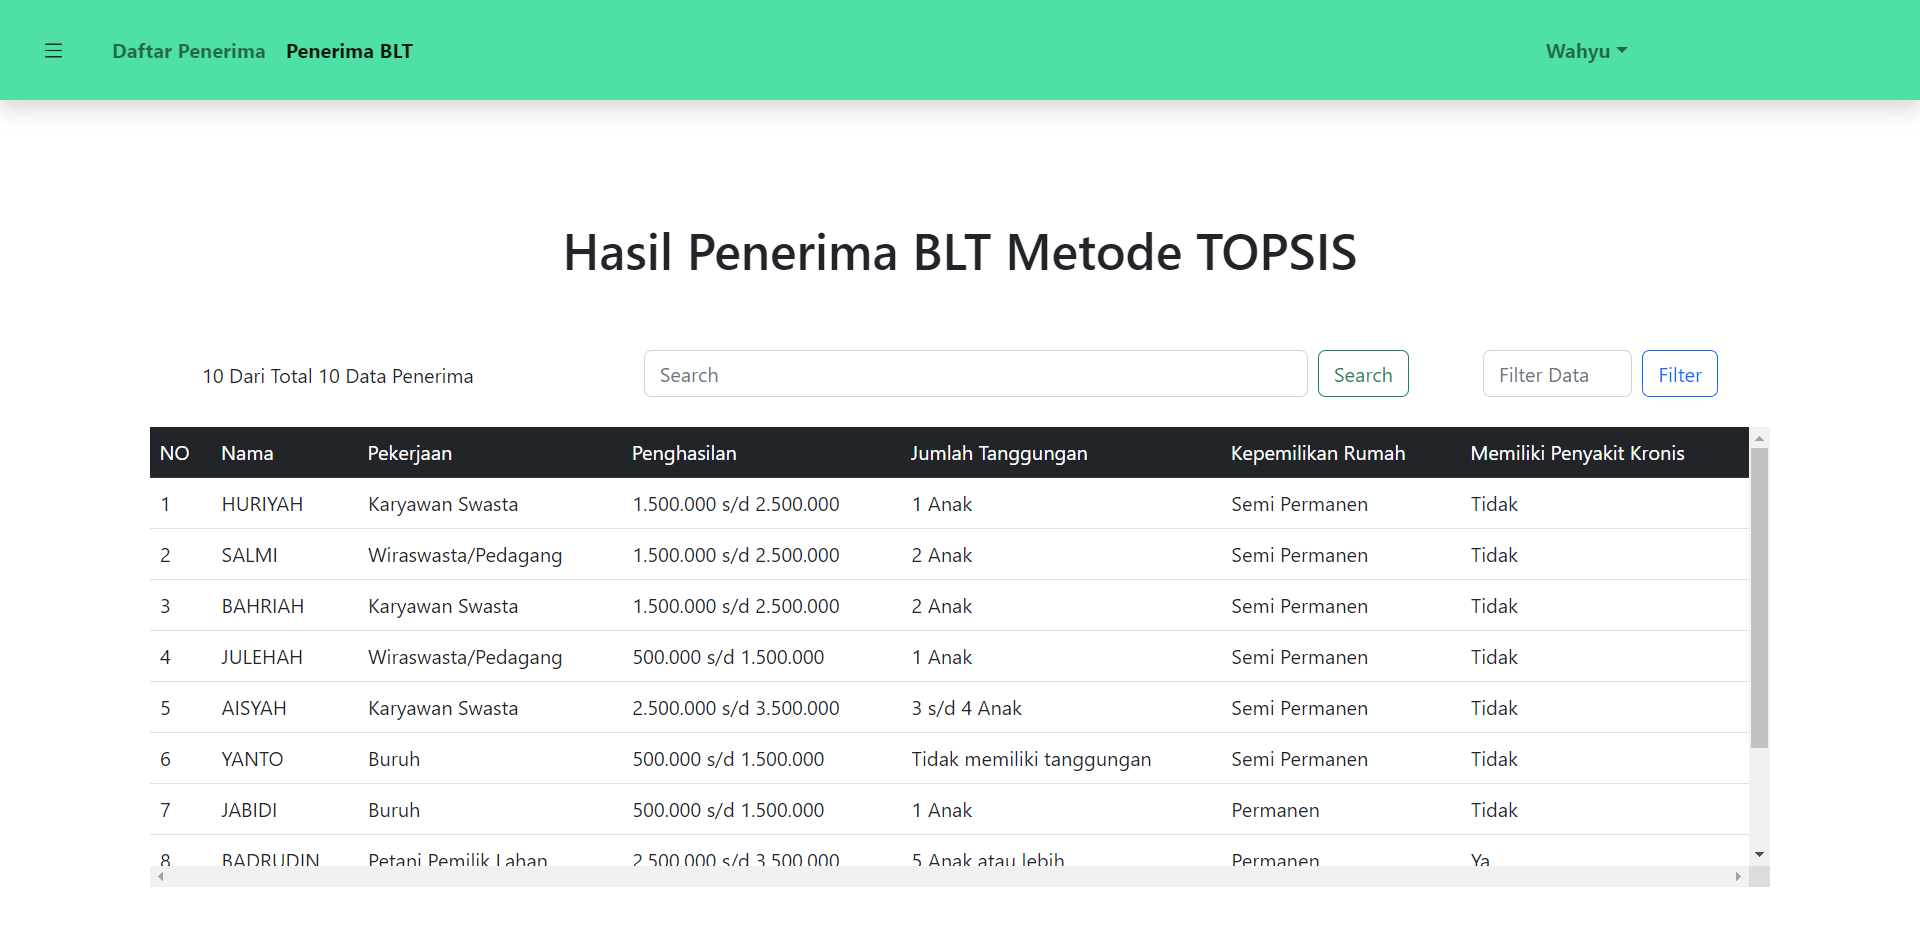 Daftar Penerima Penerima BLT Wahyu
Hasil Penerima BLT Metode TOPSIS
10 Dari Total 10 Data Penerima Search Search Filter Data Filter
NO Nama Pekerjaan Penghasilan Jumlah Tanggungan Kepemilikan Rumah Memiliki Penyakit Kronis
1 HURIYAH Karyawan Swasta 1.500.000 s/d 2.500.000 1 Anak Semi Permanen Tidak
2 SALMI Wiraswasta/Pedagang 1.500.000 s/d 2.500.000 2 Anak Semi Permanen Tidak
3 BAHRIAH Karyawan Swasta 1.500.000 s/d 2.500.000 2 Anak Semi Permanen Tidak
4 JULEHAH Wiraswasta/Pedagang 500.000 s/d 1.500.000 1 Anak Semi Permanen Tidak
5 AISYAH Karyawan Swasta 2.500.000 s/d 3.500.000 3 s/d 4 Anak Semi Permanen Tidak
6 YANTO Buruh 500.000 s/d 1.500.000 Tidak memiliki tanggungan Semi Permanen Tidak
7 JABIDI Buruh 500.000 s/d 1.500.000 1 Anak Permanen Tidak
8 BADRUDIN Petani Pemilik Lahan 2.500.000 s/d 3.500.000 5 Anak atau lebih Permanen Ya